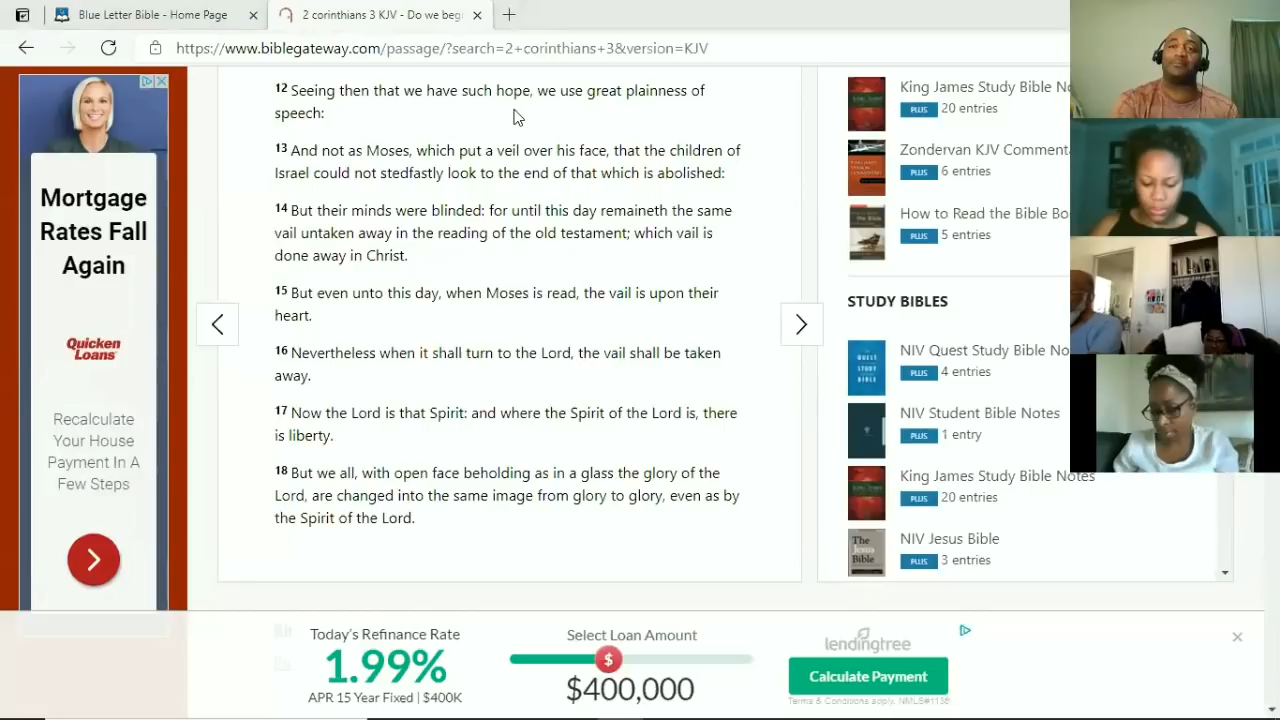 Blue Letter Bible - Home Page
2 corinthians 3 KJV - Do we beg
https://www.biblegateway.com/passage/?search=2+corinthians+3&version=KJV
Mortgage
Rates Fall
Again
Quicken
Loans
Recalculate
Your House
Payment In A
Few Steps
12 Seeing then that we have such hope, we use great plainness of
speech:
13 And not as Moses, which put a veil over his face, that the children of
Israel could not stedfastly look to the end of that which is abolished:
14 But their minds were blinded: for until this day remaineth the same
vail untaken away in the reading of the old testament; which vail is
done away in Christ.
15 But even unto this day, when Moses is read, the vail is upon their
heart.
16 Nevertheless when it shall turn to the Lord, the vail shall be taken
away.
17 Now the Lord is that Spirit: and where the Spirit of the Lord is, there
is liberty.
18 But we all, with open face beholding as in a glass the glory of the
Lord, are changed into the same image from glory to glory, even as by
the Spirit of the Lord.
King James Study Bible No
PLUS 20 entries
Zondervan KJV Commenta
PLUS 6 entries
How to Read the Bible Bo
PLUS 5 entries
STUDY BIBLES
NIV Quest Study Bible No
PLUS 4 entries
NIV Student Bible Notes
PLUS 1 entry
King James Study Bible Notes
PLUS 20 entries
NIV Jesus Bible
PLUS 3 entries
QUEST
STUDY
BIBLE
The
Jesus
Bible
Today's Refinance Rate
1.99%
APR 15 Year Fixed | $400K
Select Loan Amount
$
$400,000
lendingtree
Calculate Payment
Terms & Conditions apply. NMLS#1136